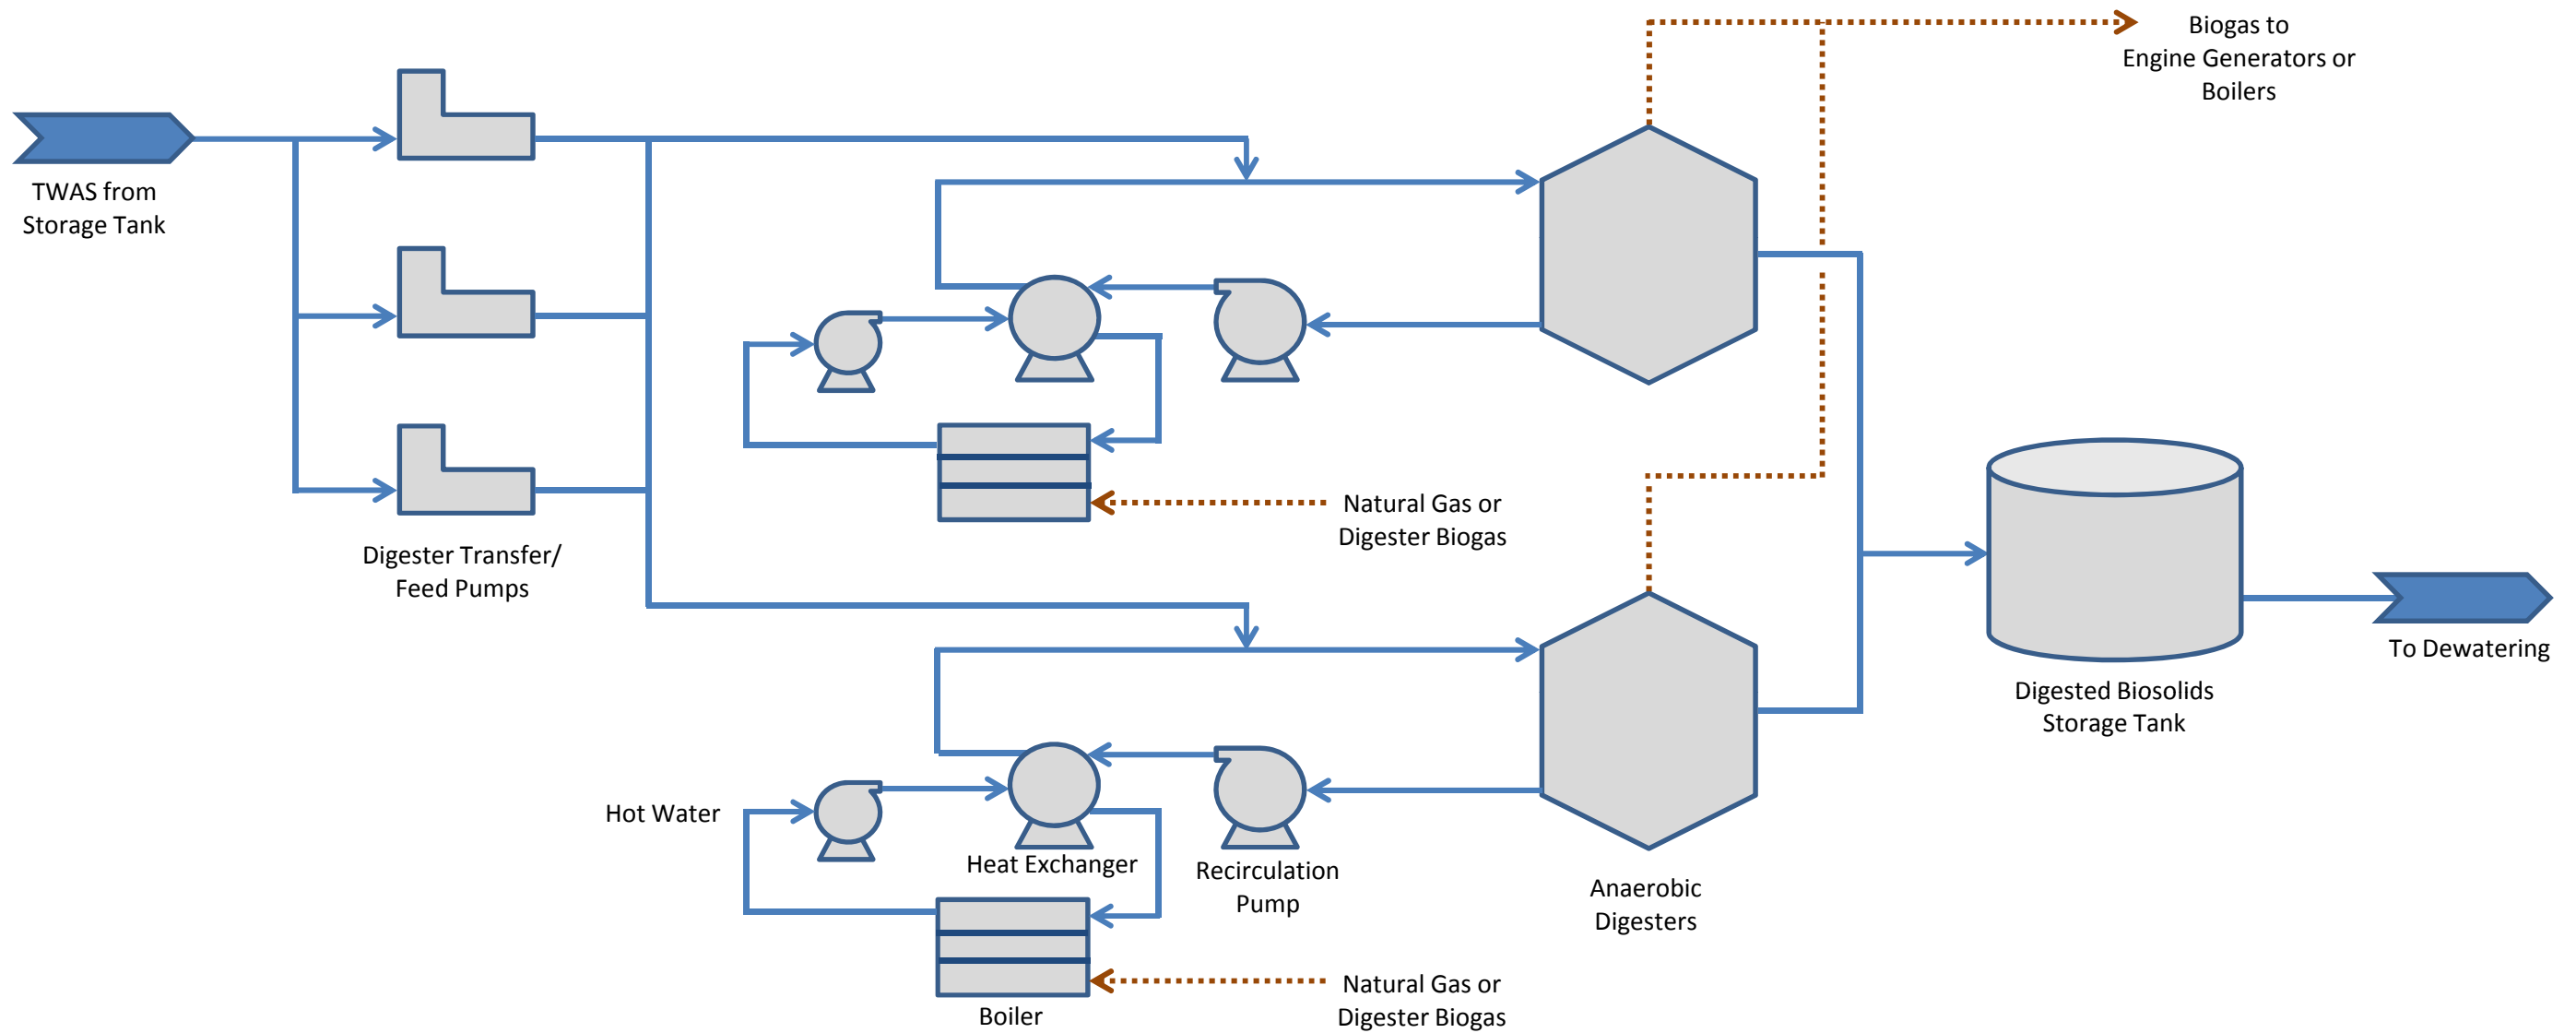 Biogas to
Engine Generators or
Boilers
TWAS from
Storage Tank
Natural Gas or
Digester Biogas
Digester Transfer/
Feed Pumps
To Dewatering
Digested Biosolids
Storage Tank
Hot Water
Heat Exchanger
Recirculation
Pump
Anaerobic
Digesters
Natural Gas or
Digester Biogas
Boiler